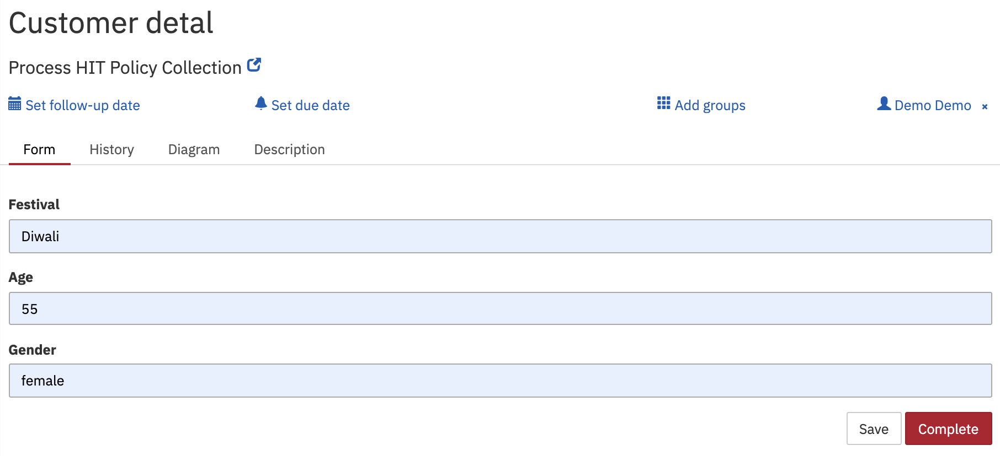 Customer detal
Process HIT Policy Collection
Set follow-up date Set due date Add groups Demo Demo ×
Form History Diagram Description
Festival
Diwali
Age
55
Gender
female
Save Complete